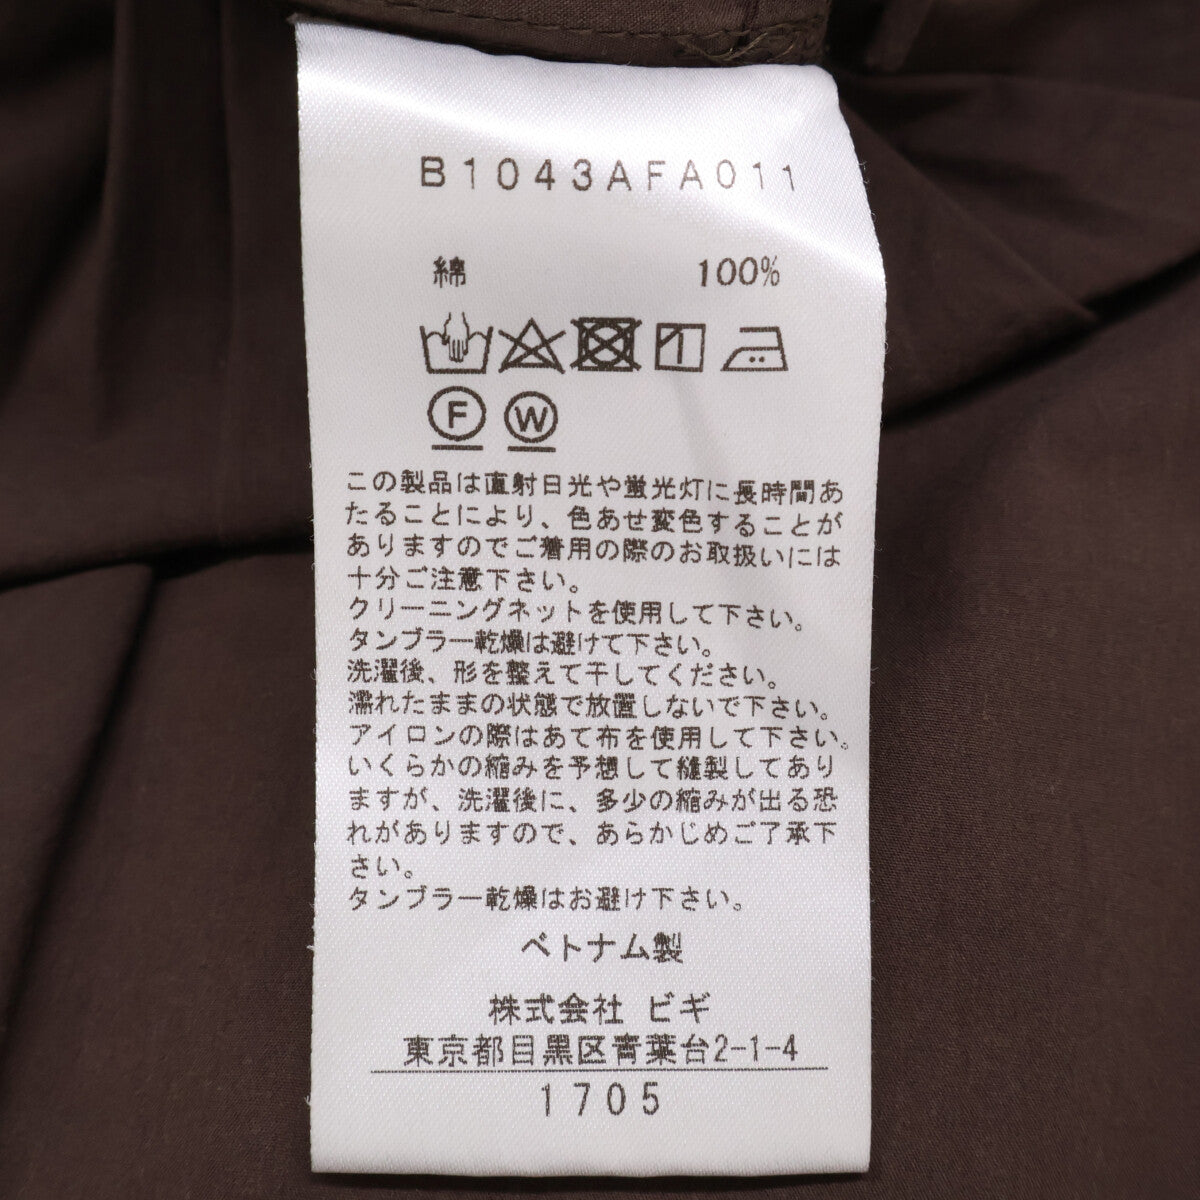 B1043AFA011
綿 100%
F W
この製品は直射日光や蛍光灯に長時間あ
たることにより、色あせ変色することが
ありますのでご着用の際のお取扱いには
十分ご注意下さい。
クリーニングネットを使用して下さい。
タンブラー乾燥は避けて下さい。
洗濯後、形を整えて干してください。
濡れたままの状態で放置しないで下さい。
アイロンの際はあて布を使用して下さい。
いくらかの縮みを予想して縫製してあり
ますが、洗濯後に、多少の縮みが出る恐
れがありますので、あらかじめご了承下
さい。
タンブラー乾燥はお避け下さい。
ベトナム製
株式会社 ビギ
東京都目黒区青葉台2-1-4
1705